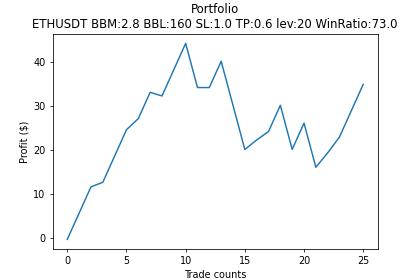 Portfolio
ETHUSDT BBM:2.8 BBL:160 SL:1.0 TP:0.6 lev:20 WinRatio:73.0
40
30
20
10
0
Profit ($)
0 5 10 15 20 25
Trade counts